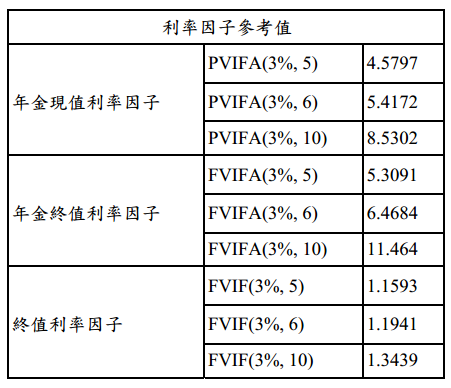 利率因子參考值
年金現值利率因子
PVIFA(3%, 5) 4.5797
PVIFA(3%, 6) 5.4172
PVIFA(3%, 10) 8.5302
年金終值利率因子
FVIFA(3%, 5) 5.3091
FVIFA(3%, 6) 6.4684
FVIFA(3%, 10) 11.464
終值利率因子
FVIF(3%, 5) 1.1593
FVIF(3%, 6) 1.1941
FVIF(3%, 10) 1.3439